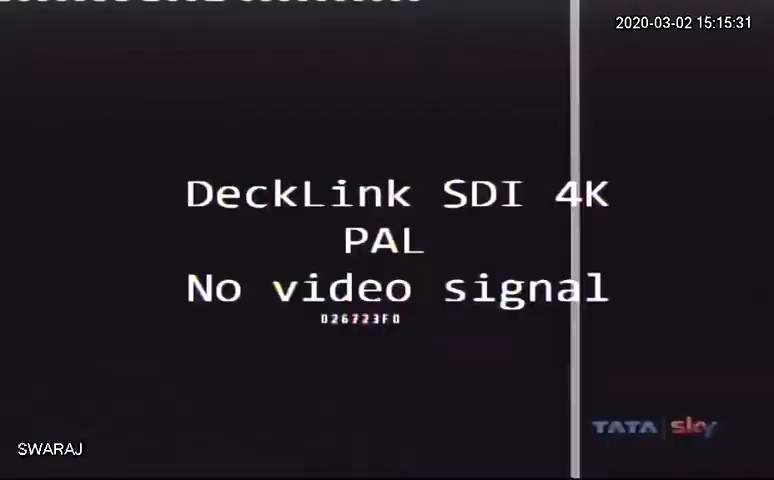 2020-03-02 15:15:31
DeckLink SDI 4K
PAL
No video signal
026723F0
TATA sky
SWARAJ